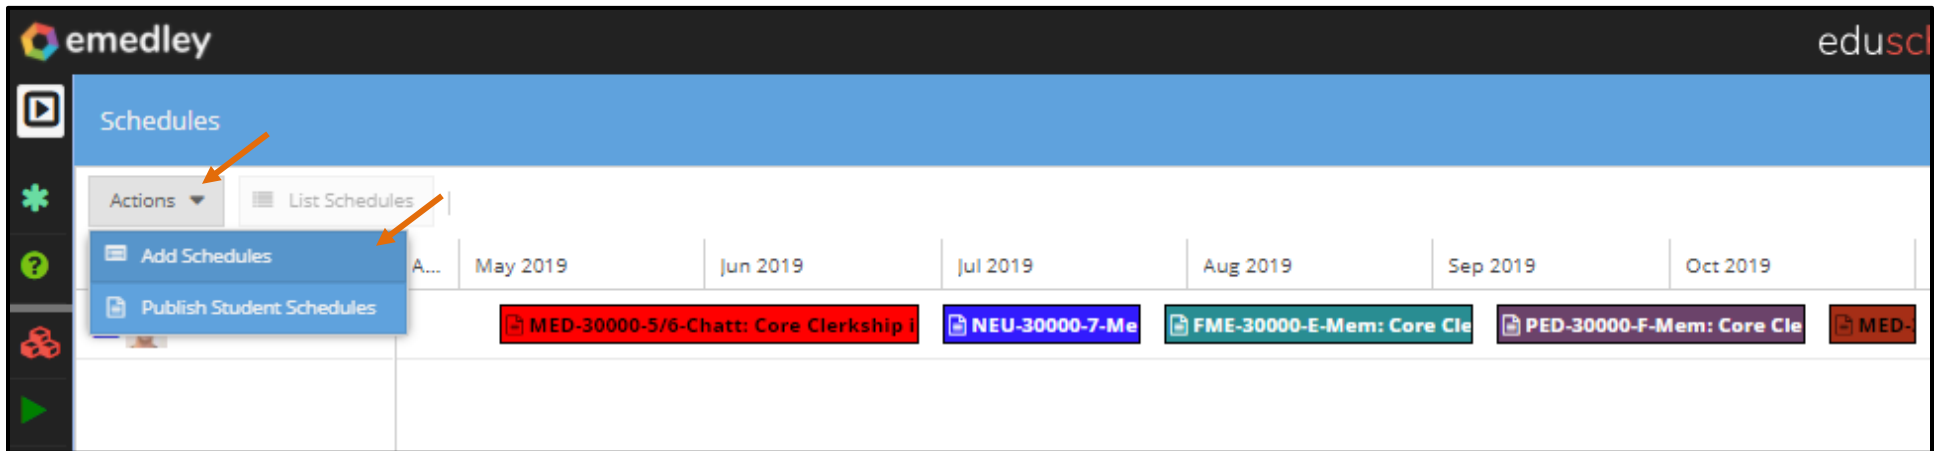 emedley
edusc
Schedules
Actions
List Schedules
Add Schedules
Publish Student Schedules
A... May 2019 Jun 2019 Jul 2019 Aug 2019 Sep 2019 Oct 2019
MED-30000-5/6-Chatt: Core Clerkship i NEU-30000-7-Me FME-30000-E-Mem: Core Cle PED-30000-F-Mem: Core Cle MED-